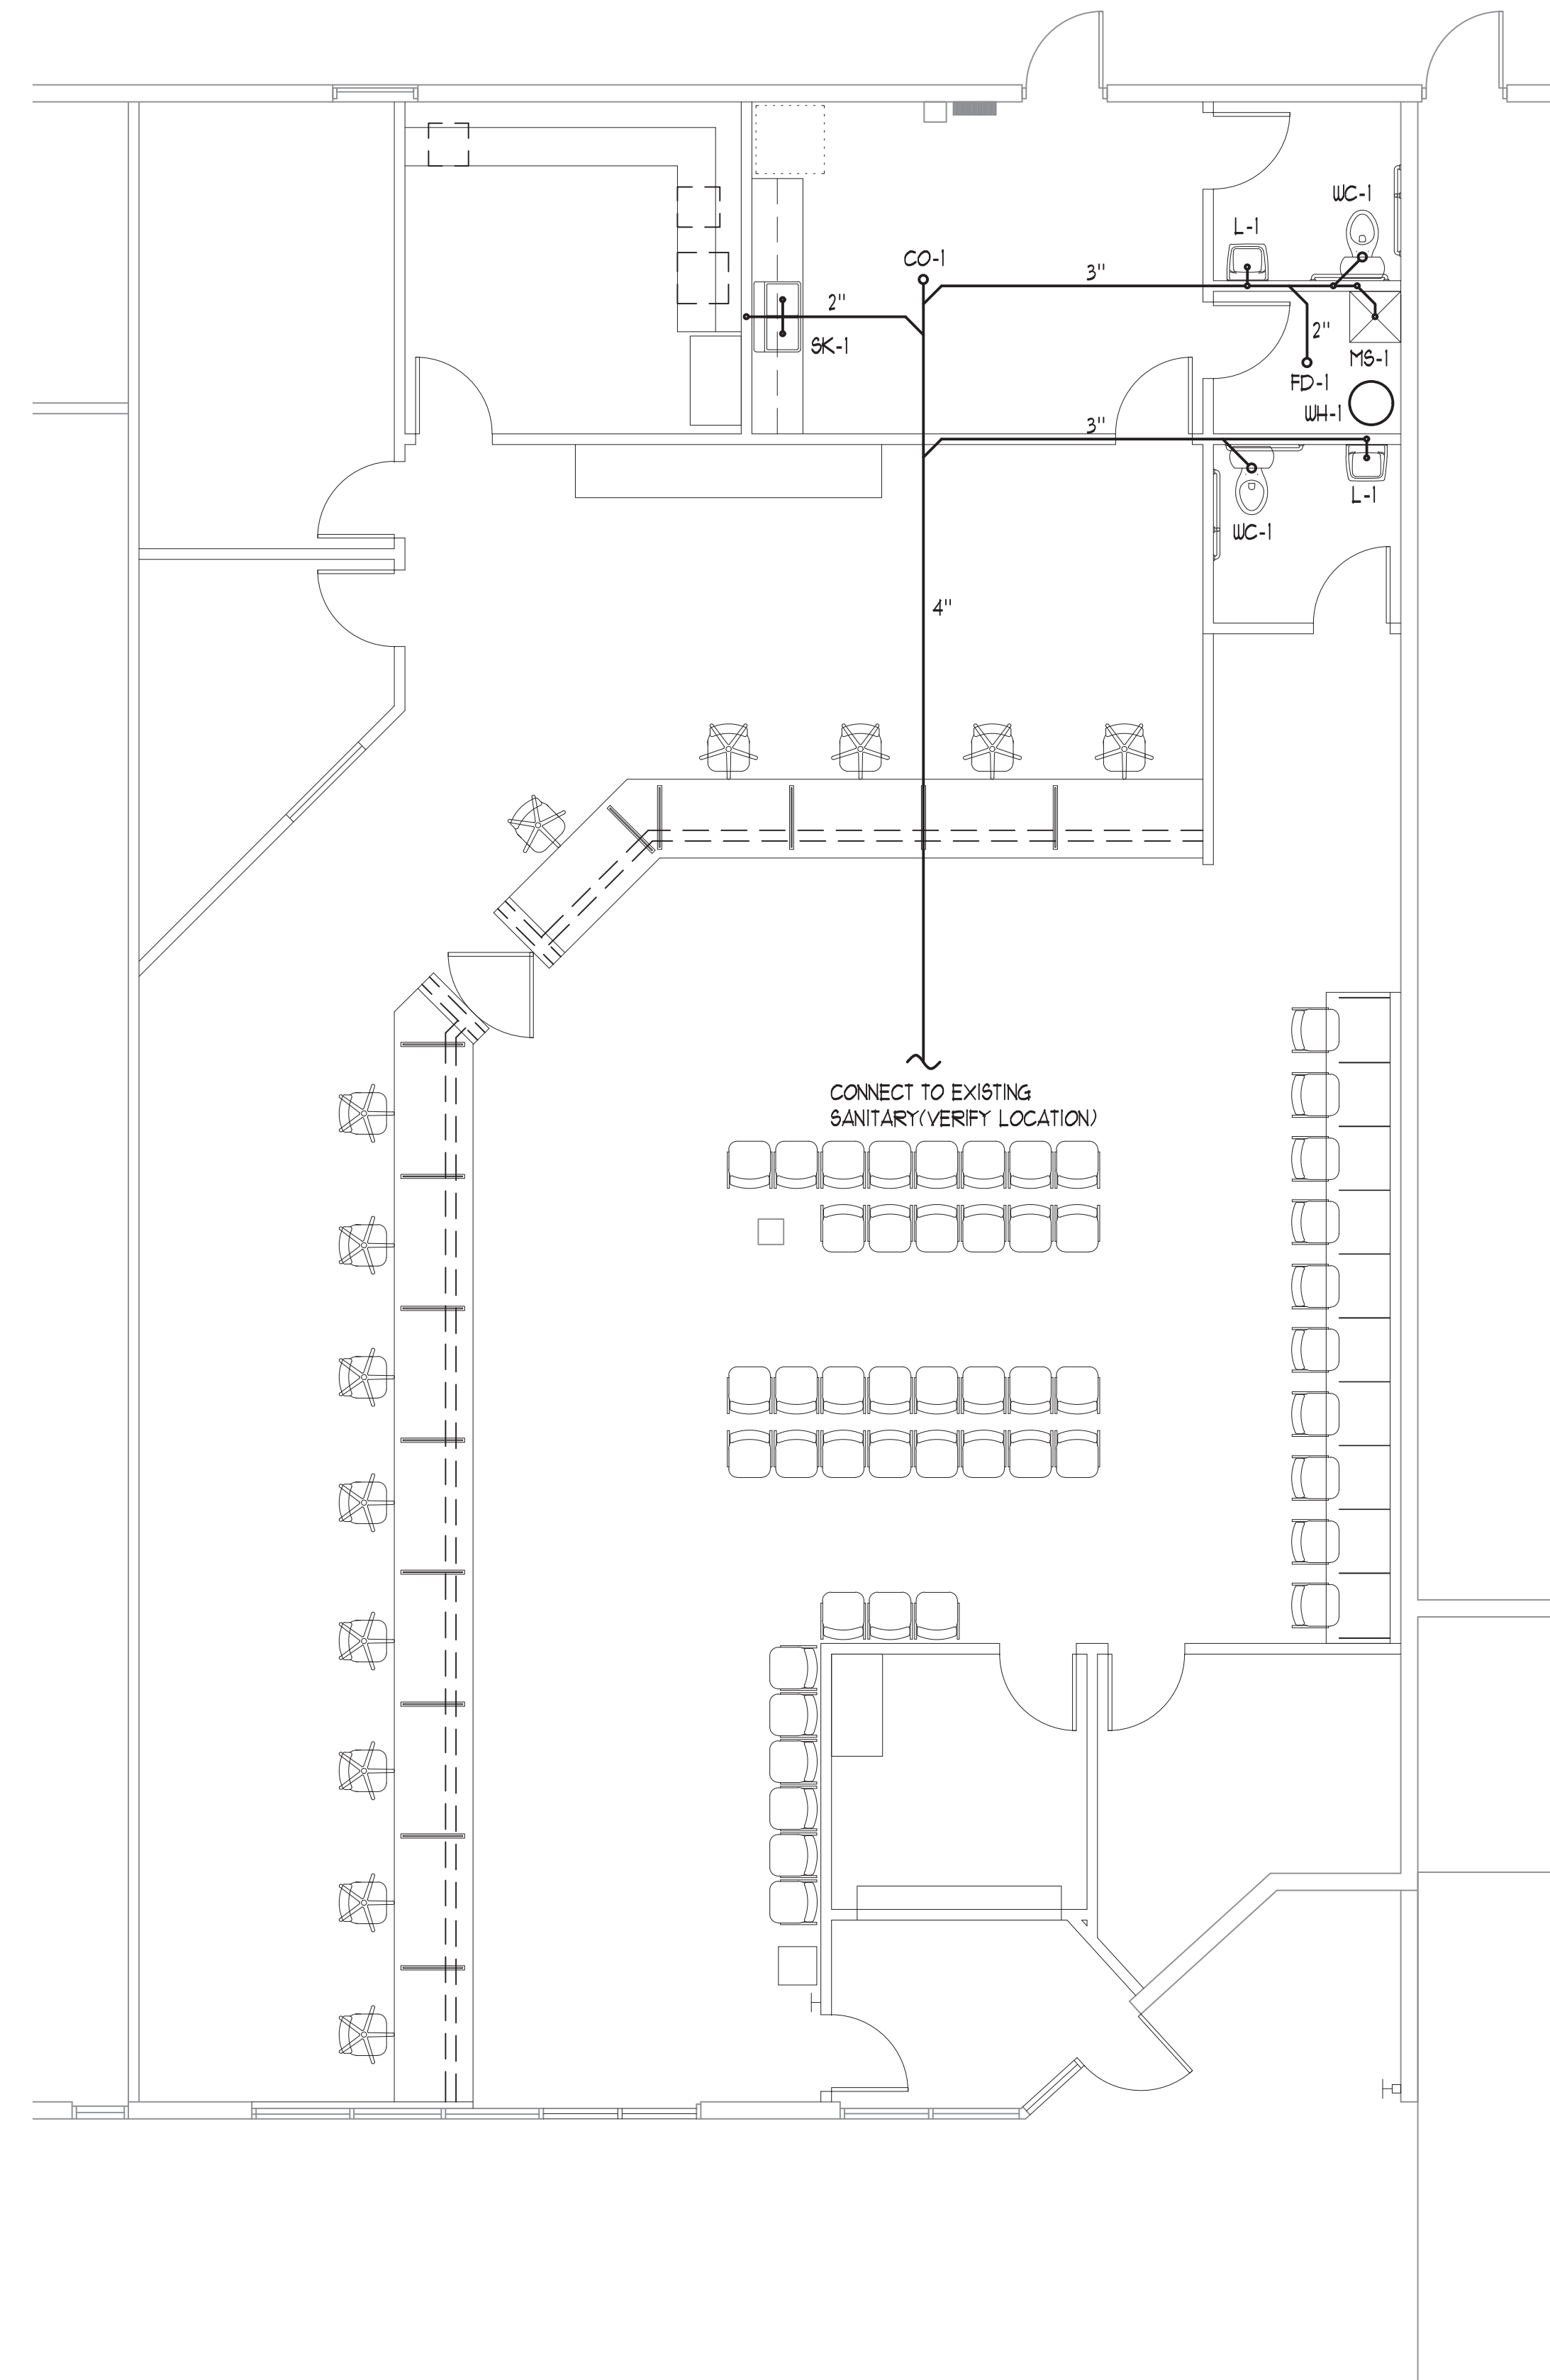 WC-1
L-1
CO-1
3"
2"
SK-1
2"
MS-1
FD-1
WH-1
3"
L-1
WC-1
4"
CONNECT TO EXISTING
SANITARY(VERIFY LOCATION)